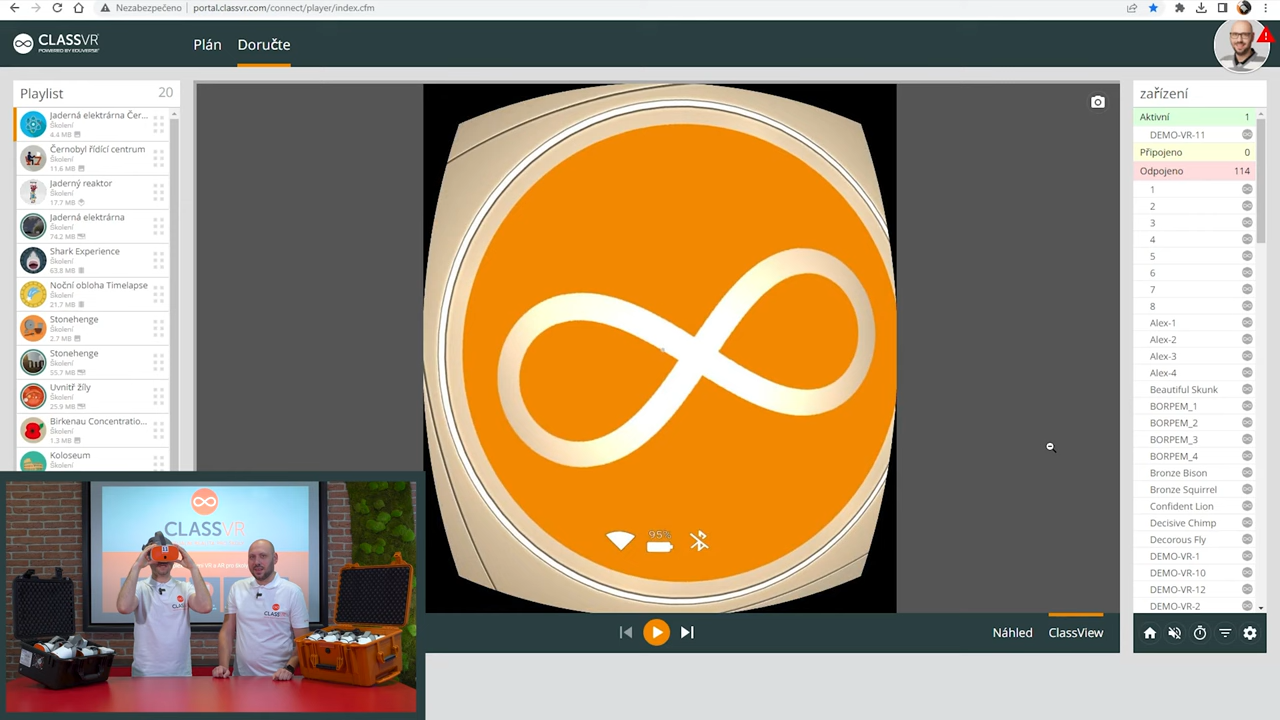 Nezabezpečeno
portal.classvr.com/connect/player/index.cfm
CLASSVR
POWERED BY EDUVERSE
Plán
Doručte
Playlist
20
Jaderná elektrárna Čer...
Školení
4.4 MB
Černobyl řídící centrum
Školení
11.6 MB
Jaderný reaktor
Školení
17.7 MB
Jaderná elektrárna
Školení
74.2 MB
Shark Experience
Školení
63.8 MB
Noční obloha Timelapse
Školení
21.7 MB
Stonehenge
Školení
2.7 MB
Stonehenge
Školení
55.7 MB
Uvnitř žíly
Školení
25.9 MB
Birkenau Concentratio...
Školení
1.3 MB
Koloseum
Školení
95%
Náhled
ClassView
zařízení
Aktivní
1
DEMO-VR-11
Připojeno
0
Odpojeno
114
1
2
3
4
5
6
7
8
Alex-1
Alex-2
Alex-3
Alex-4
Beautiful Skunk
BORPEM_1
BORPEM_2
BORPEM_3
BORPEM_4
Bronze Bison
Bronze Squirrel
Confident Lion
Decisive Chimp
Decorous Fly
DEMO-VR-1
DEMO-VR-10
DEMO-VR-12
DEMO-VR-2
CLASSVR